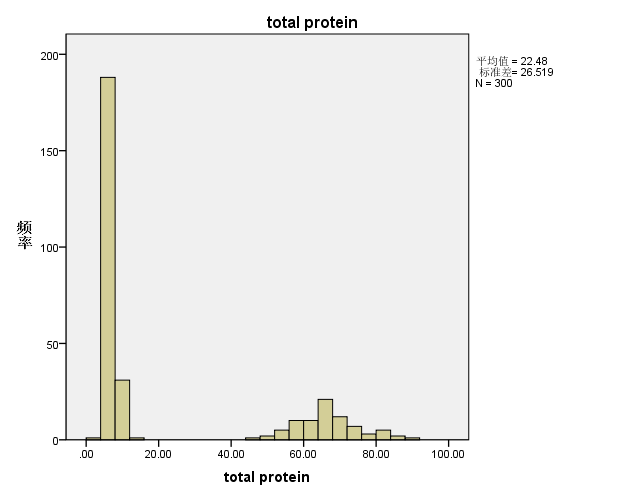 total protein
200
150
100
50
0
频率
.00 20.00 40.00 60.00 80.00 100.00
total protein
平均值 = 22.48
标准差= 26.519
N = 300